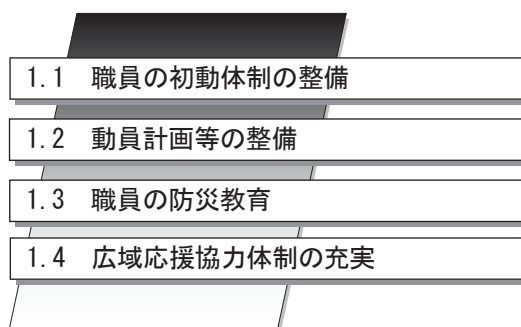 1.1 職員の初動体制の整備
1.2 動員計画等の整備
1.3 職員の防災教育
1.4 広域応援協力体制の充実